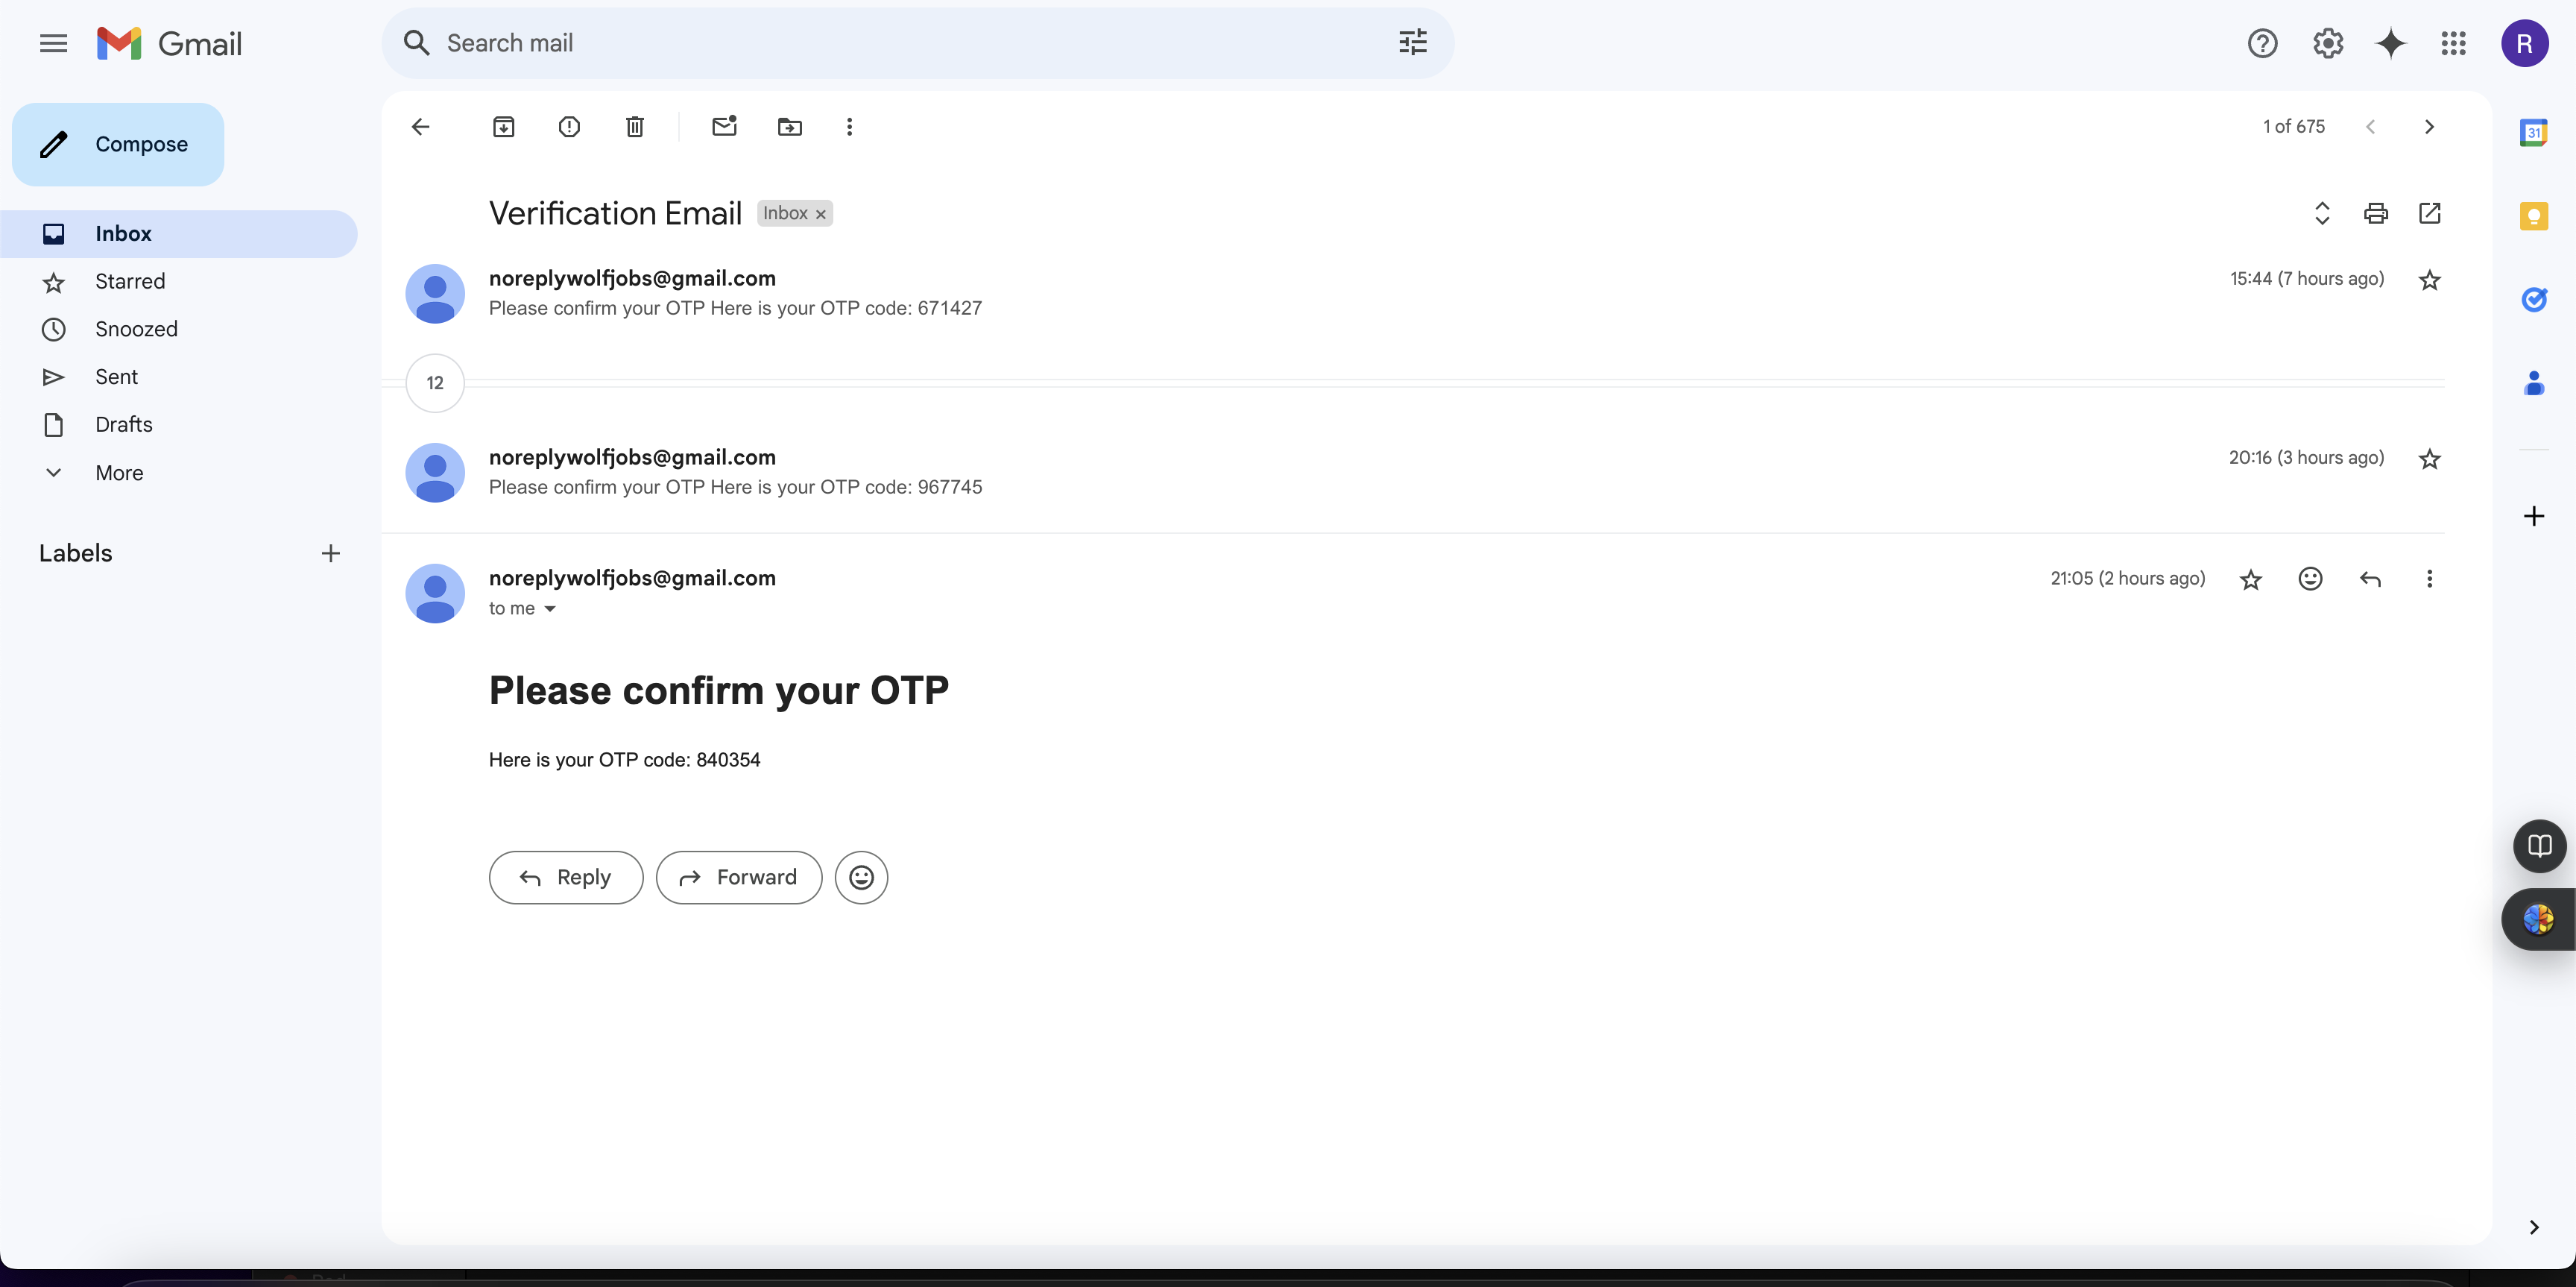 Gmail
Search mail
R
Compose
1 of 675
31
Inbox
Starred
Snoozed
Sent
Drafts
More
Labels
Verification Email
Inbox ×
noreplywolfjobs@gmail.com
15:44 (7 hours ago)
Please confirm your OTP Here is your OTP code: 671427
12
noreplywolfjobs@gmail.com
20:16 (3 hours ago)
Please confirm your OTP Here is your OTP code: 967745
noreplywolfjobs@gmail.com
21:05 (2 hours ago)
to me
Please confirm your OTP
Here is your OTP code: 840354
Reply
Forward